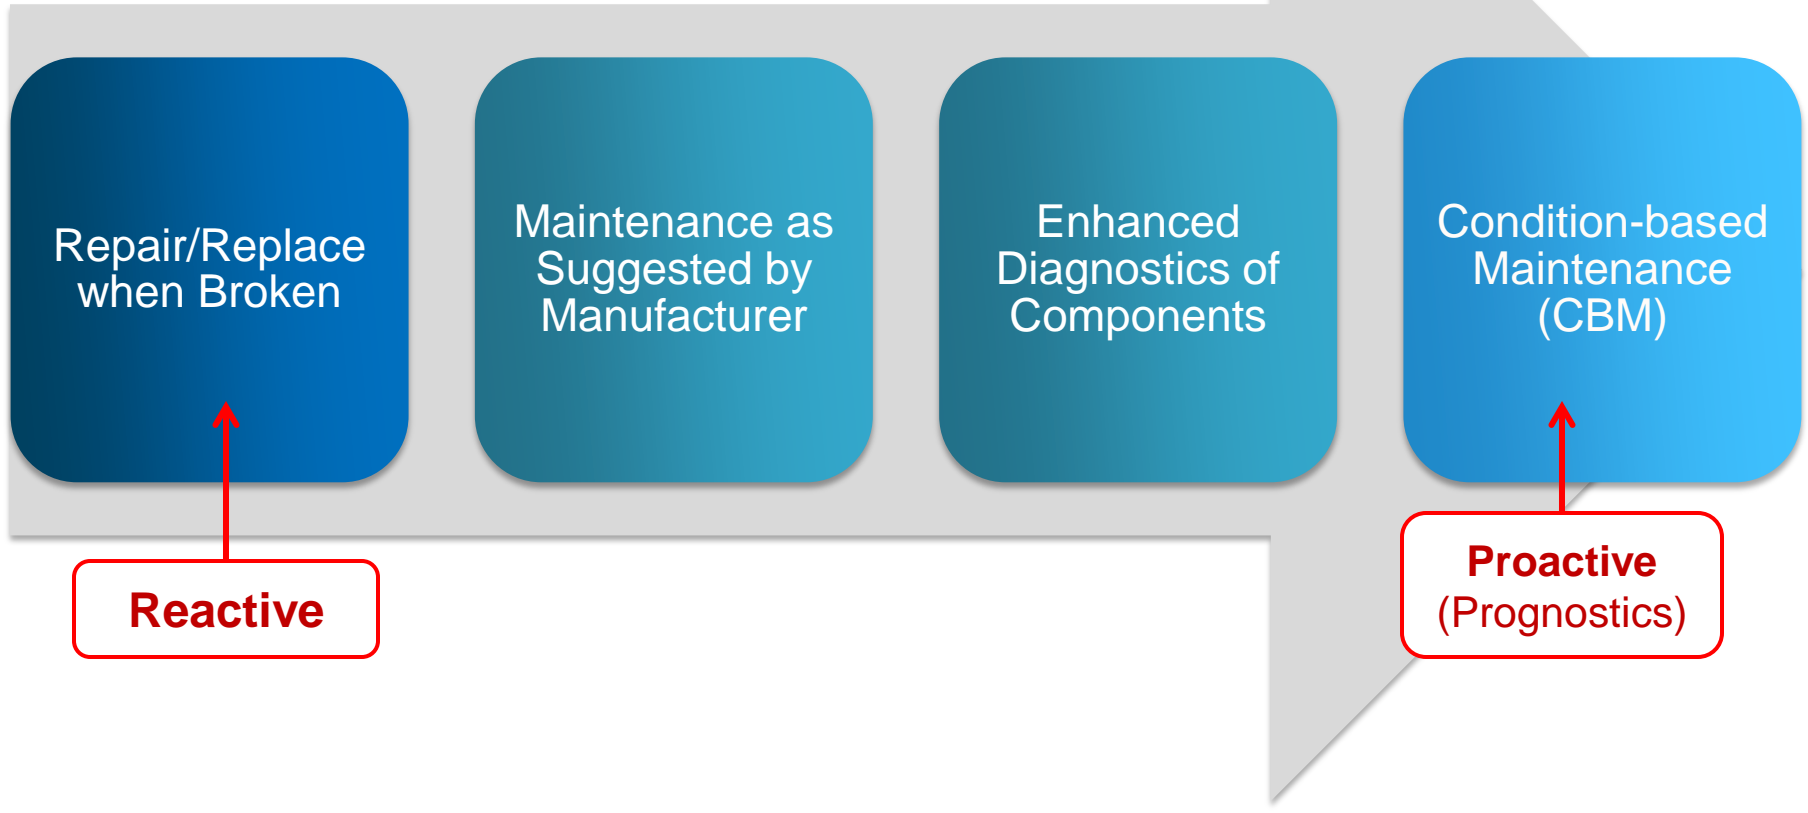 Repair/Replace
when Broken
Maintenance as
Suggested by
Manufacturer
Enhanced
Diagnostics of
Components
Condition-based
Maintenance
(CBM)
Reactive
Proactive
(Prognostics)